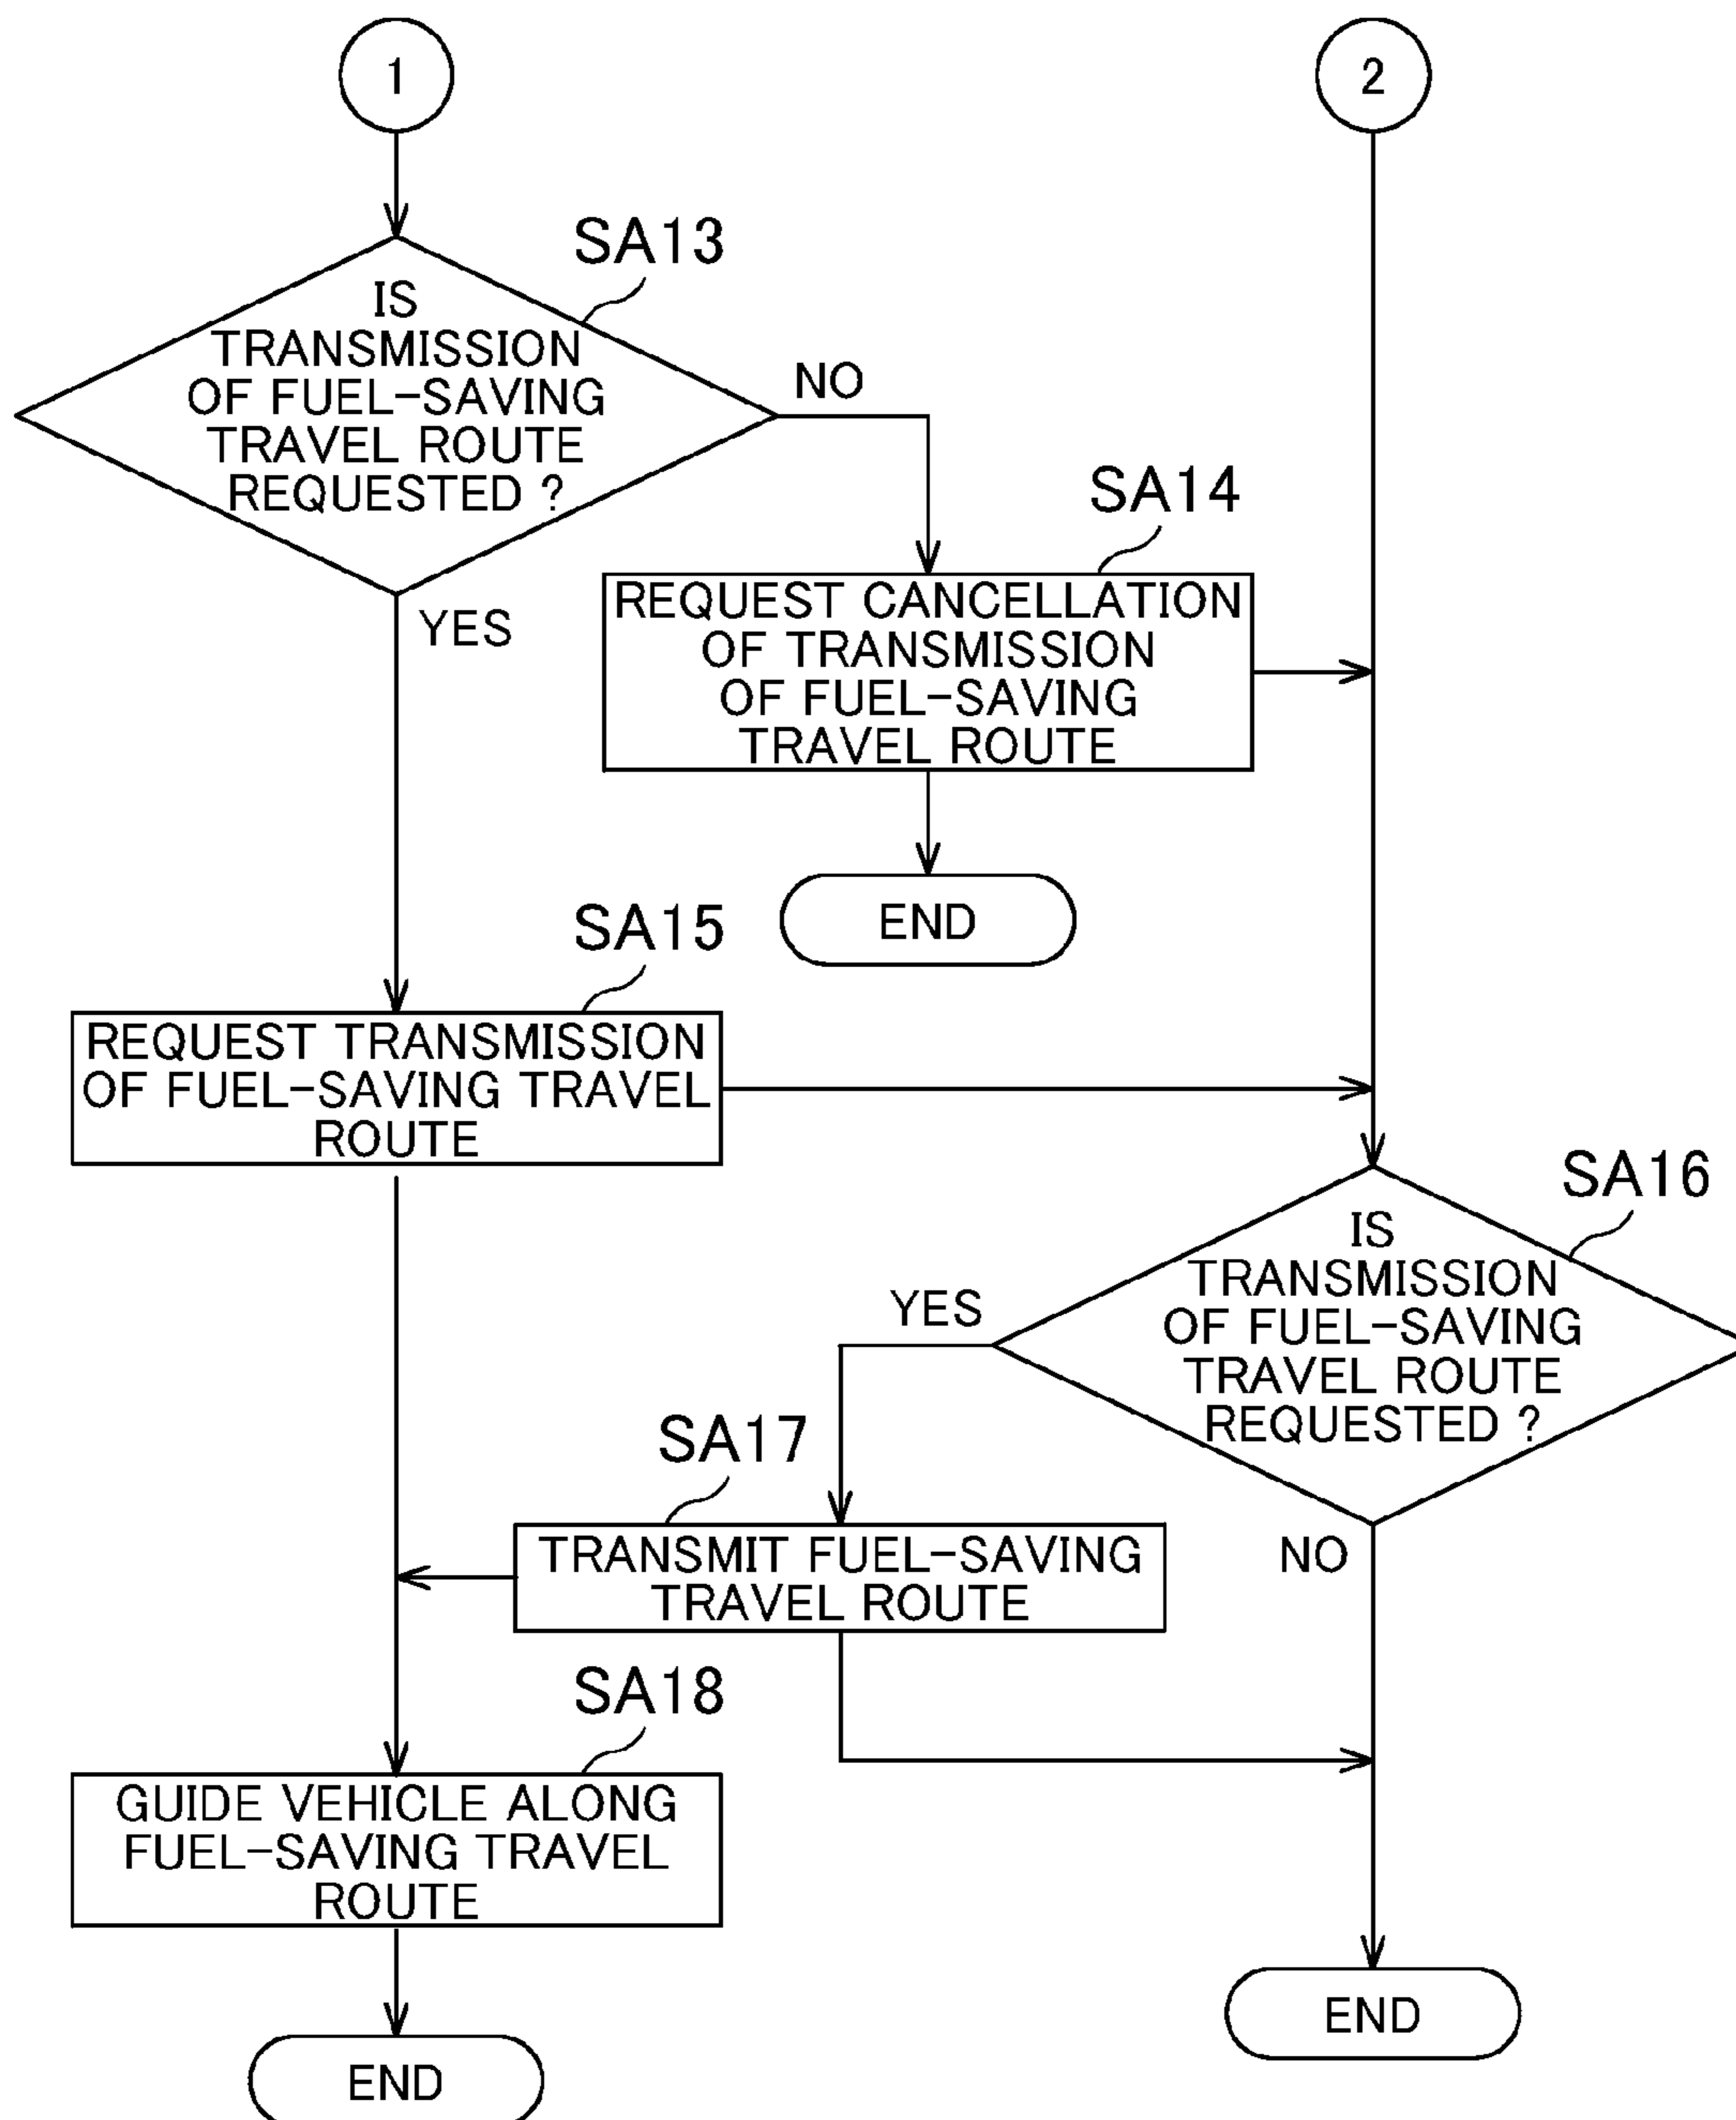 1
2
SA13
IS
TRANSMISSION
OF FUEL-SAVING
TRAVEL ROUTE
REQUESTED ?
NO
YES
SA14
REQUEST CANCELLATION
OF TRANSMISSION
OF FUEL-SAVING
TRAVEL ROUTE
END
SA15
REQUEST TRANSMISSION
OF FUEL-SAVING TRAVEL
ROUTE
SA16
IS
TRANSMISSION
OF FUEL-SAVING
TRAVEL ROUTE
REQUESTED ?
YES
NO
SA17
TRANSMIT FUEL-SAVING
TRAVEL ROUTE
SA18
GUIDE VEHICLE ALONG
FUEL-SAVING TRAVEL
ROUTE
END
END